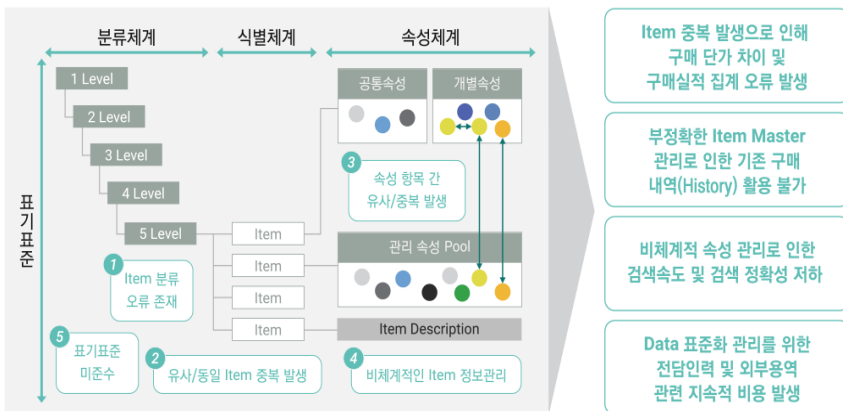 분류체계
식별체계
속성체계
표기표준
1 Level
2 Level
3 Level
4 Level
5 Level
Item
Item
Item
Item
공통속성
개별속성
3
속성 항목 간
유사/중복 발생
관리 속성 Pool
Item Description
1
Item 분류
오류 존재
5
표기표준
미준수
2
유사/동일 Item 중복 발생
4
비체계적인 Item 정보관리
Item 중복 발생으로 인해
구매 단가 차이 및
구매실적 집계 오류 발생
부정확한 Item Master
관리로 인한 기존 구매
내역(History) 활용 불가
비체계적 속성 관리로 인한
검색속도 및 검색 정확성 저하
Data 표준화 관리를 위한
전담인력 및 외부용역
관련 지속적 비용 발생